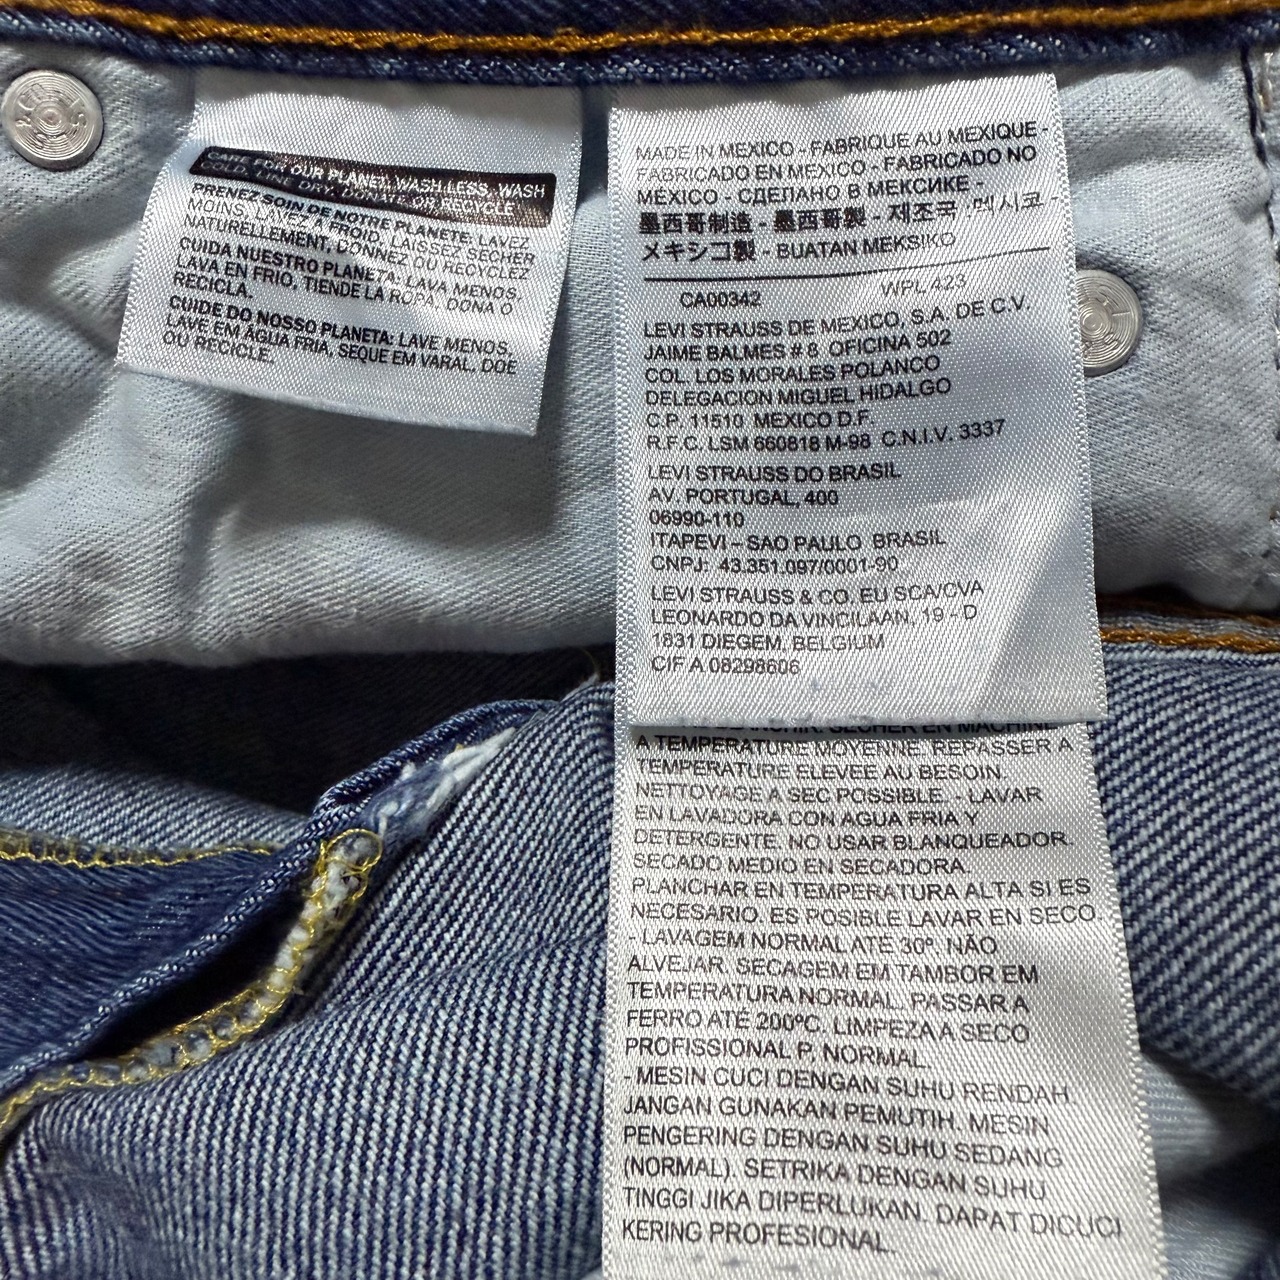 CARE FOR OUR PLANET. WASH LESS, WASH
COLD, LINE DRY, DONATE OR RECYCLE
PRENEZ SOIN DE NOTRE PLANETE: LAVEZ
MOINS, LAVEZ A FROID, LAISSEZ SECHER
NATURELLEMENT, DONNEZ OU RECYCLEZ
CUIDA NUESTRO PLANETA: LAVA MENOS,
LAVA EN FRIO, TIENDE LA ROPA, DONA O
RECICLA.
CUIDE DO NOSSO PLANETA: LAVE MENOS,
LAVE EM ÁGUA FRIA, SEQUE EM VARAL, DOE
OU RECICLE.
MADE IN MEXICO - FABRIQUE AU MEXIQUE -
FABRICADO EN MEXICO - FABRICADO NO
MÉXICO - СДЕЛАНО В МЕКСИКЕ -
墨西哥制造 - 墨西哥製 - 제조국 :멕시코 -
メキシコ製 - BUATAN MEKSIKO
CA00342 WPL 423
LEVI STRAUSS DE MEXICO, S.A. DE C.V.
JAIME BALMES # 8 OFICINA 502
COL. LOS MORALES POLANCO
DELEGACION MIGUEL HIDALGO
C.P. 11510 MEXICO D.F.
R.F.C. LSM 660818 M-98 C.N.I.V. 3337
LEVI STRAUSS DO BRASIL
AV. PORTUGAL, 400
06990-110
ITAPEVI – SAO PAULO BRASIL
CNPJ: 43.351.097/0001-90
LEVI STRAUSS & CO. EU SCA/CVA
LEONARDO DA VINCILAAN, 19 - D
1831 DIEGEM. BELGIUM
CIF A 08298606
BLANCHIR. SECHER EN MACHINE
A TEMPERATURE MOYENNE. REPASSER A
TEMPERATURE ELEVEE AU BESOIN.
NETTOYAGE A SEC POSSIBLE. - LAVAR
EN LAVADORA CON AGUA FRIA Y
DETERGENTE. NO USAR BLANQUEADOR.
SECADO MEDIO EN SECADORA.
PLANCHAR EN TEMPERATURA ALTA SI ES
NECESARIO. ES POSIBLE LAVAR EN SECO
- LAVAGEM NORMAL ATÉ 30º. NÃO
ALVEJAR. SECAGEM EM TAMBOR EM
TEMPERATURA NORMAL. PASSAR A
FERRO ATÉ 200ºC. LIMPEZA A SECO
PROFISSIONAL P. NORMAL.
- MESIN CUCI DENGAN SUHU RENDAH
JANGAN GUNAKAN PEMUTIH. MESIN
PENGERING DENGAN SUHU SEDANG
(NORMAL). SETRIKA DENGAN SUHU
TINGGI JIKA DIPERLUKAN. DAPAT DICUCI
KERING PROFESIONAL.